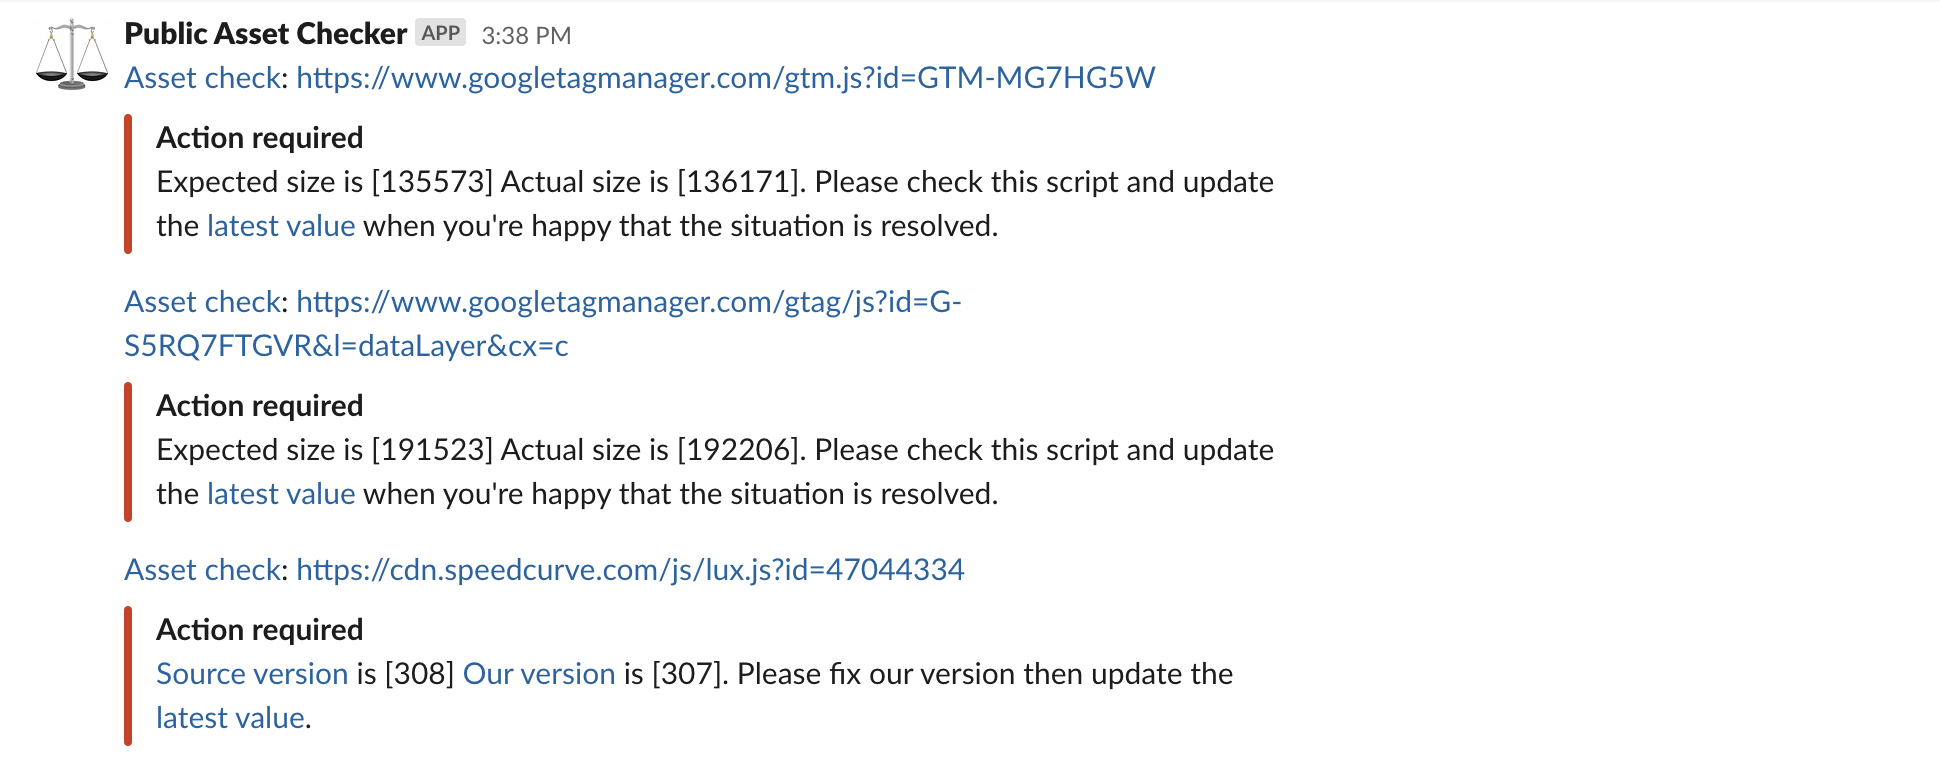 Public Asset Checker APP 3:38 PM
Asset check: https://www.googletagmanager.com/gtm.js?id=GTM-MG7HG5W
Action required
Expected size is [135573] Actual size is [136171]. Please check this script and update
the latest value when you're happy that the situation is resolved.
Asset check: https://www.googletagmanager.com/gtag/js?id=G-
S5RQ7FTGVR&l=dataLayer&cx=c
Action required
Expected size is [191523] Actual size is [192206]. Please check this script and update
the latest value when you're happy that the situation is resolved.
Asset check: https://cdn.speedcurve.com/js/lux.js?id=47044334
Action required
Source version is [308] Our version is [307]. Please fix our version then update the
latest value.